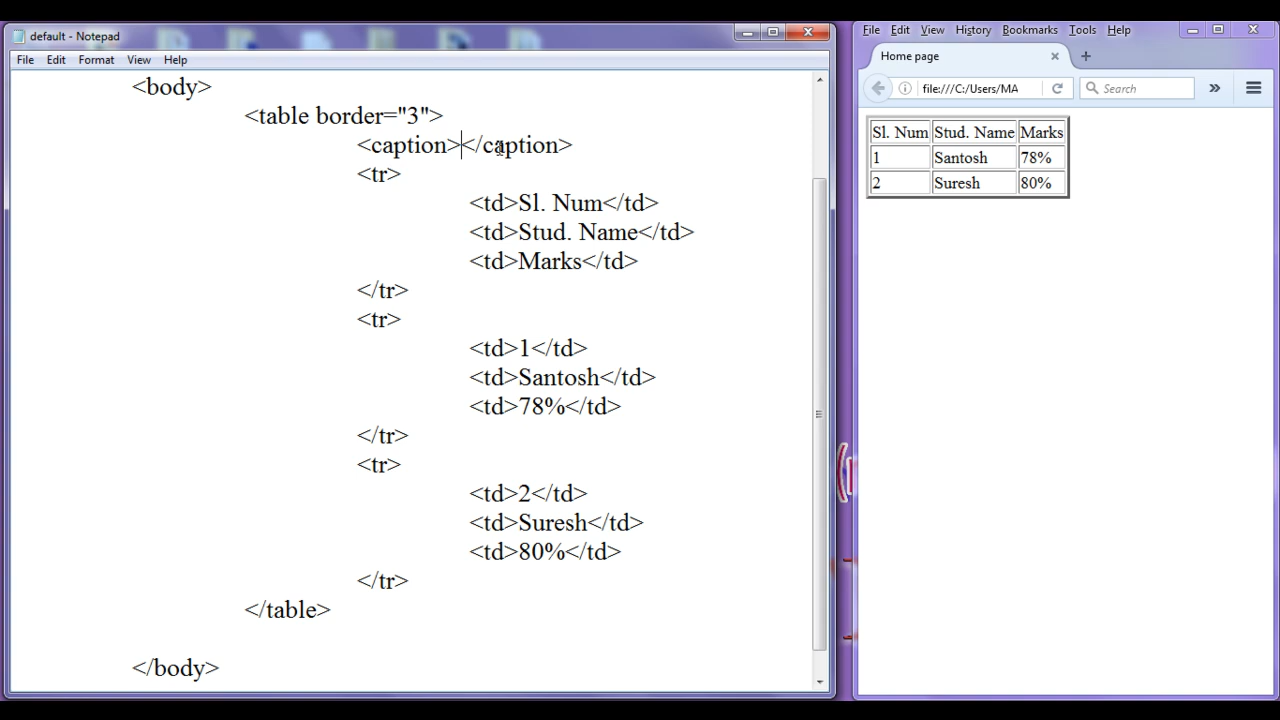 default - Notepad
File Edit Format View Help
<body>
<table border="3">
<caption></caption>
<tr>
<td>Sl. Num</td>
<td>Stud. Name</td>
<td>Marks</td>
</tr>
<tr>
<td>1</td>
<td>Santosh</td>
<td>78%</td>
</tr>
<tr>
<td>2</td>
<td>Suresh</td>
<td>80%</td>
</tr>
</table>
</body>
File Edit View History Bookmarks Tools Help
Home page
file:///C:/Users/MA Search
Sl. Num Stud. Name Marks
1 Santosh 78%
2 Suresh 80%